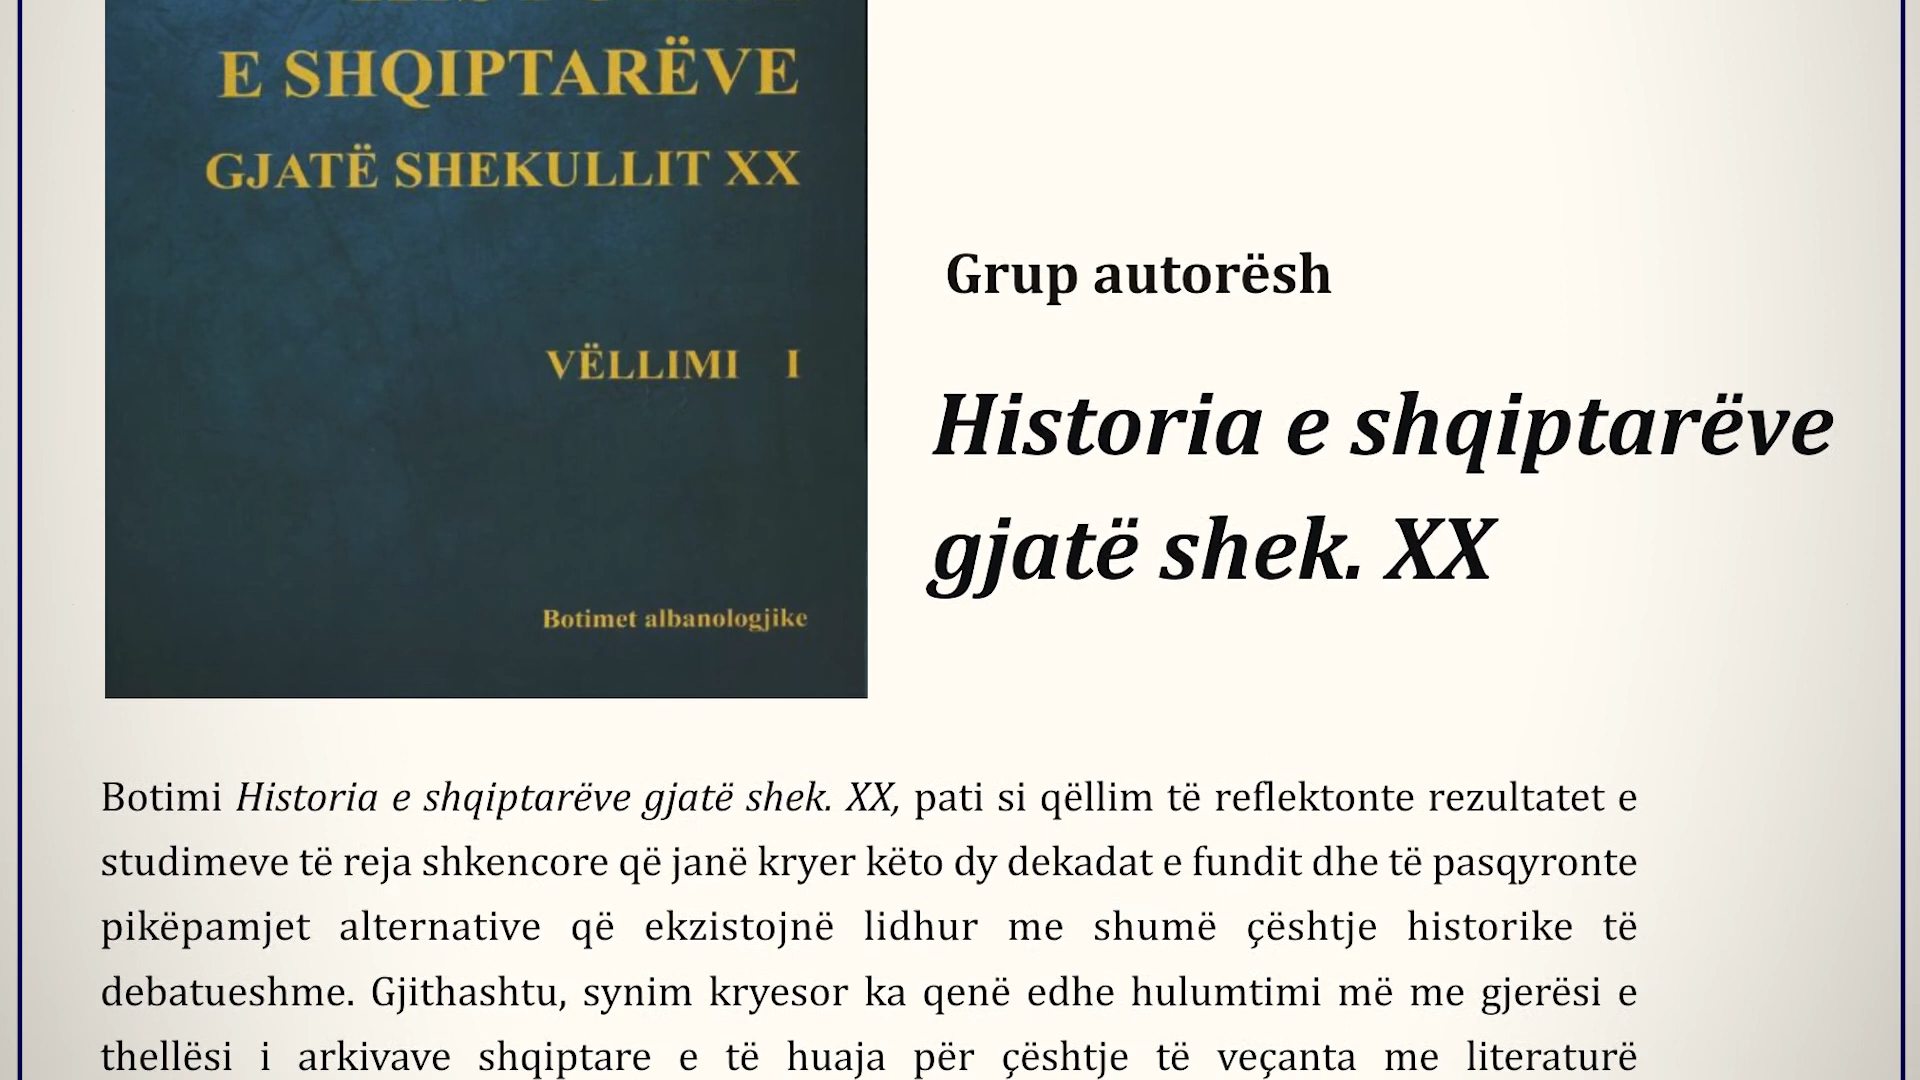 E SHQIPTARËVE
GJATË SHEKULLIT XX
VËLLIMI I
Botimet albanologjike
Grup autorësh
Historia e shqiptarëve
gjatë shek. XX
Botimi Historia e shqiptarëve gjatë shek. XX, pati si qëllim të reflektonte rezultatet e
studimeve të reja shkencore që janë kryer këto dy dekadat e fundit dhe të pasqyronte
pikëpamjet alternative që ekzistojnë lidhur me shumë çështje historike të
debatueshme. Gjithashtu, synim kryesor ka qenë edhe hulumtimi më me gjerësi e
thellësi i arkivave shqiptare e të huaja për çështje të veçanta me literaturë